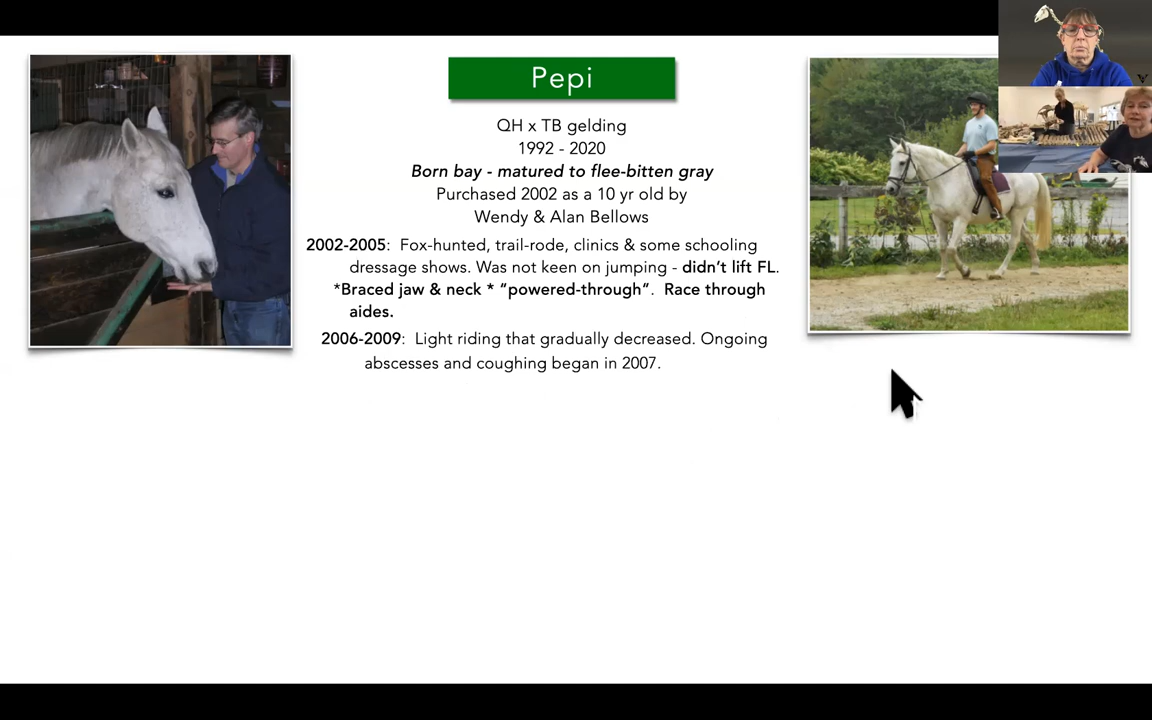 Pepi
QH x TB gelding
1992 - 2020
Born bay - matured to flee-bitten gray
Purchased 2002 as a 10 yr old by
Wendy & Alan Bellows
2002-2005: Fox-hunted, trail-rode, clinics & some schooling
dressage shows. Was not keen on jumping - didn't lift FL.
*Braced jaw & neck * "powered-through". Race through
aides.
2006-2009: Light riding that gradually decreased. Ongoing
abscesses and coughing began in 2007.